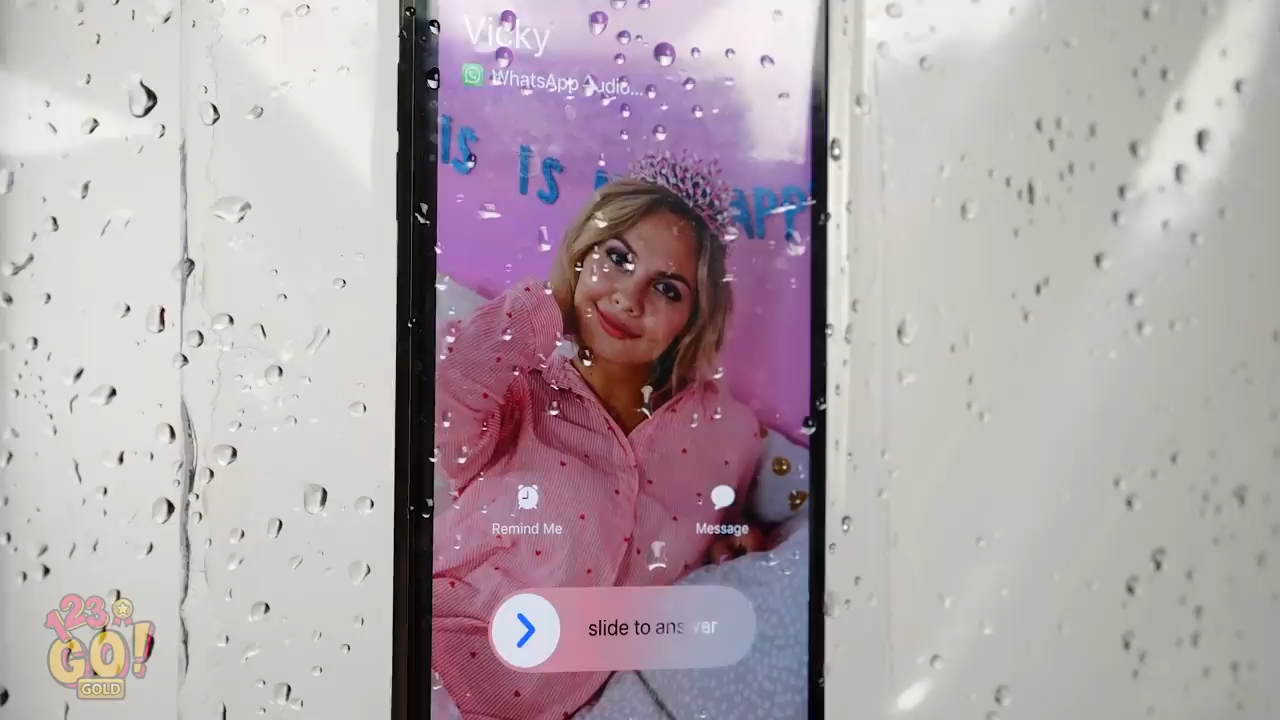 Vicky
WhatsApp Audio...
IS IS
Remind Me
Message
slide to answer
123
GO!
GOLD